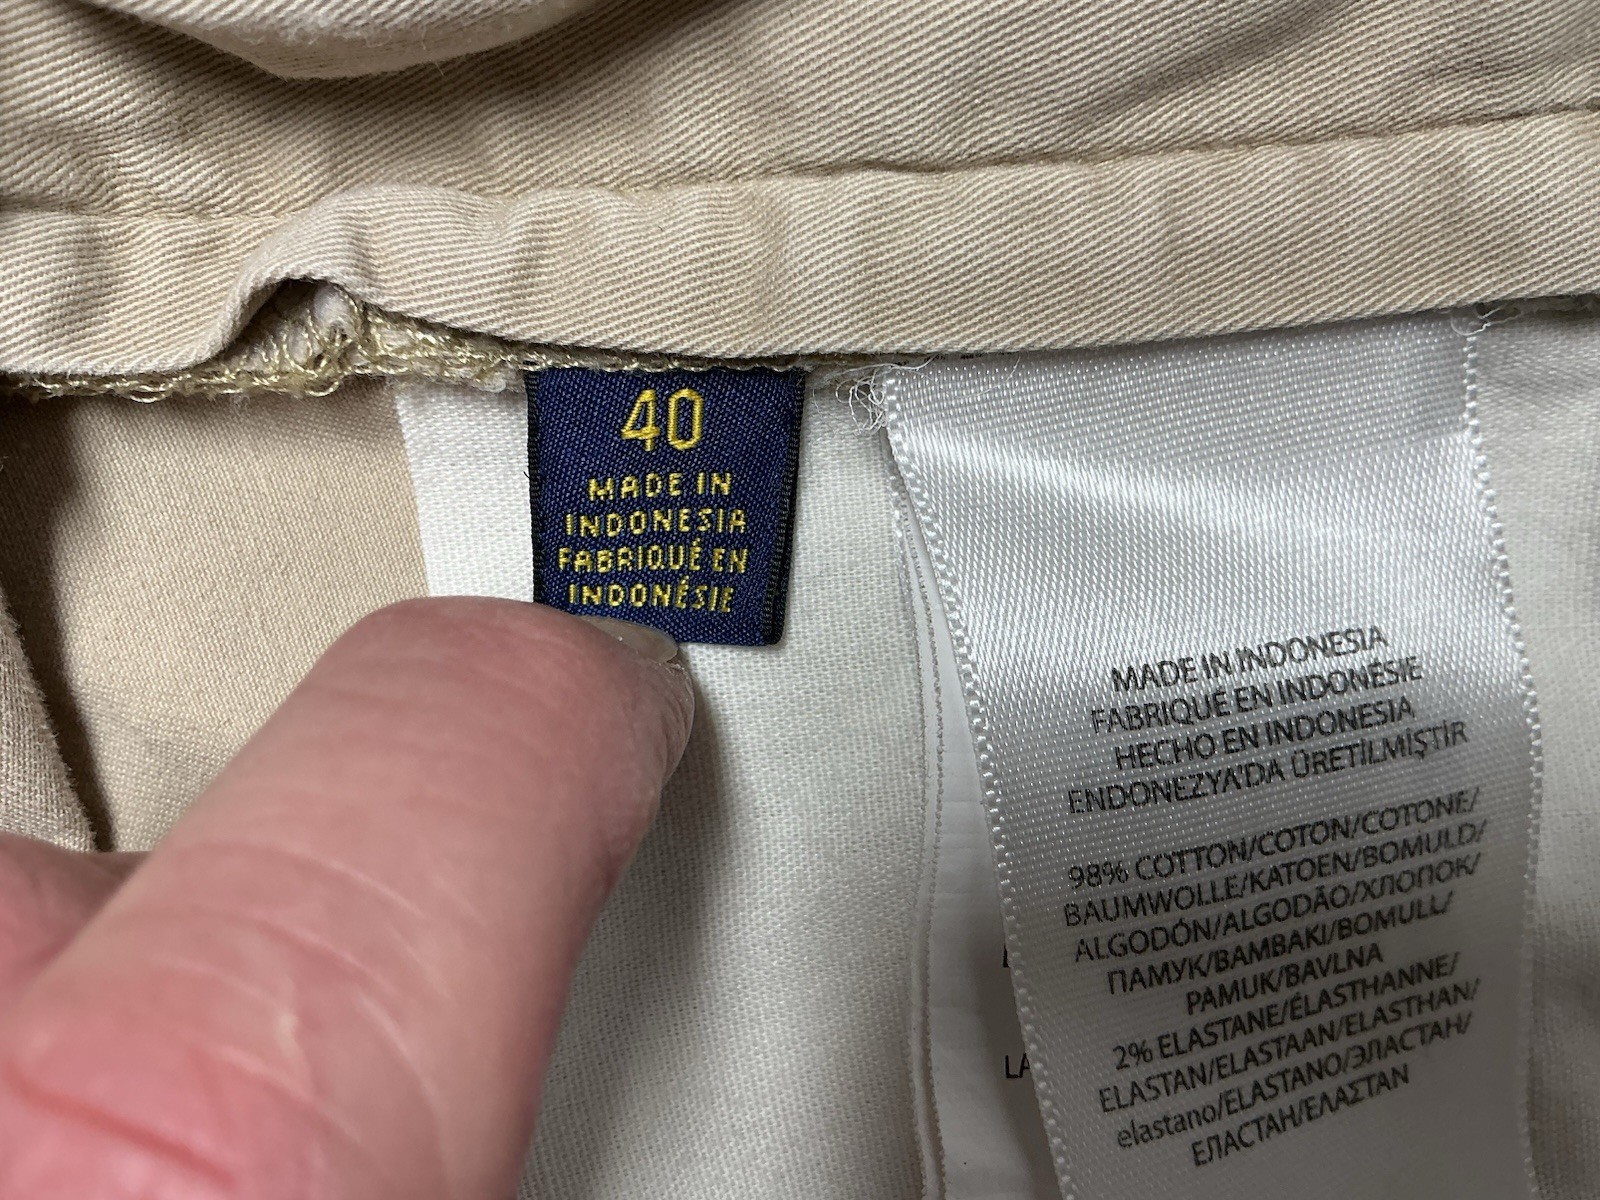 40
MADE IN
INDONESIA
FABRIQUÉ EN
INDONÉSIE
MADE IN INDONESIA
FABRIQUÉ EN INDONÉSIE
HECHO EN INDONESIA
ENDONEZYA'DA ÜRETİLMİŞTİR
98% COTTON/COTON/COTONE/
BAUMWOLLE/KATOEN/BOMULD/
ALGODÓN/ALGODÃO/ХЛОПОК/
ПАМУК/BAMBAKI/BOMULL/
PAMUK/BAVLNA
2% ELASTANE/ÉLASTHANNE/
ELASTAN/ELASTAAN/ELASTHAN/
elastano/ELASTANO/ЭЛАСТАН/
ЕЛАСТАН/ΕΛΑΣΤΑΝ